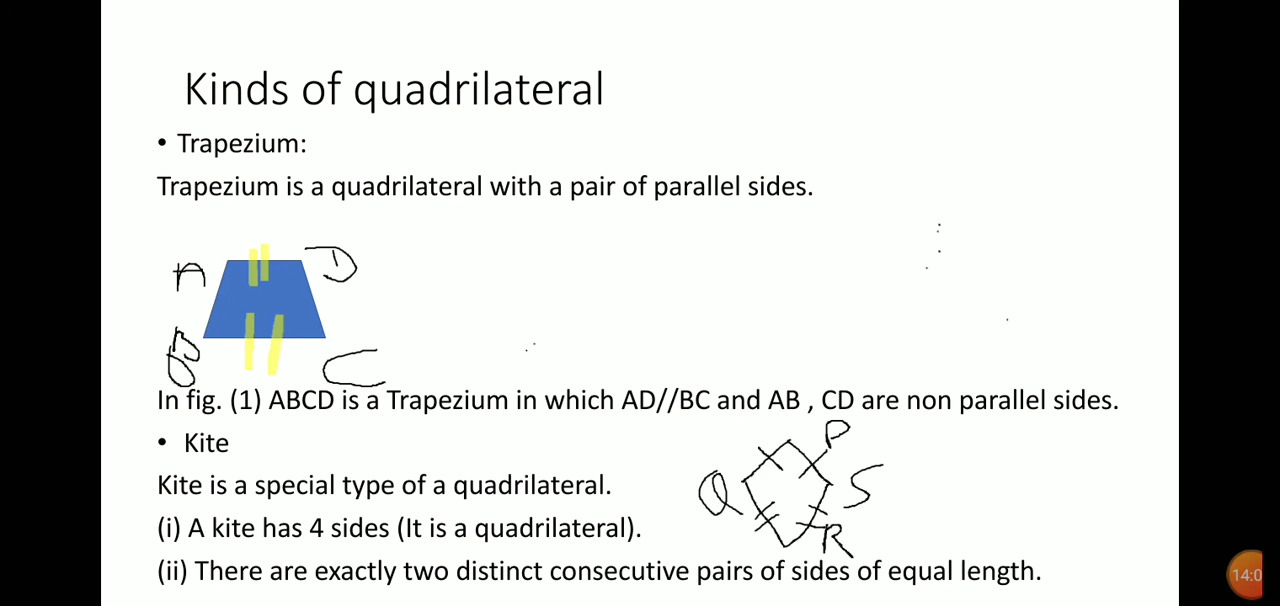 Kinds of quadrilateral
• Trapezium:
Trapezium is a quadrilateral with a pair of parallel sides.
A D
B C
In fig. (1) ABCD is a Trapezium in which AD//BC and AB , CD are non parallel sides.
• Kite
P
Kite is a special type of a quadrilateral.
Q S
(i) A kite has 4 sides (It is a quadrilateral).
R
(ii) There are exactly two distinct consecutive pairs of sides of equal length.
14:0